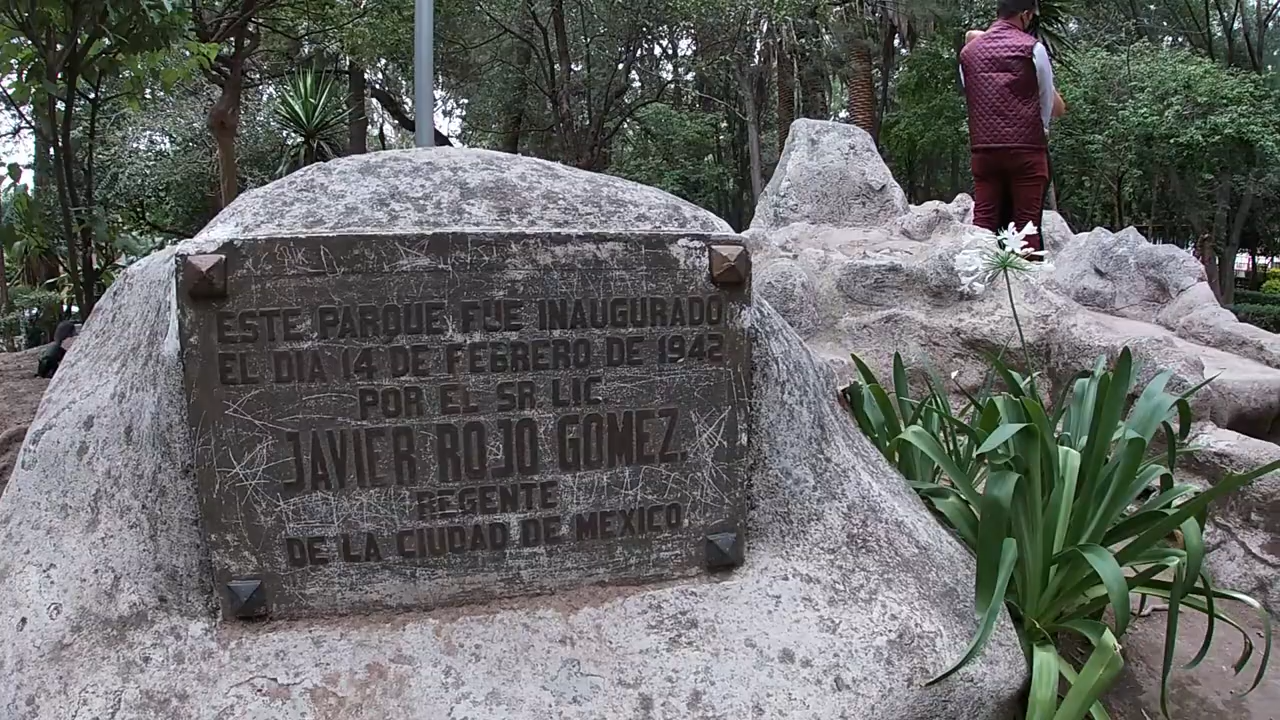 ESTE PARQUE FUE INAUGURADO
EL DIA 14 DE FEBRERO DE 1942
POR EL SR LIC.
JAVIER ROJO GOMEZ.
REGENTE
DE LA CIUDAD DE MEXICO